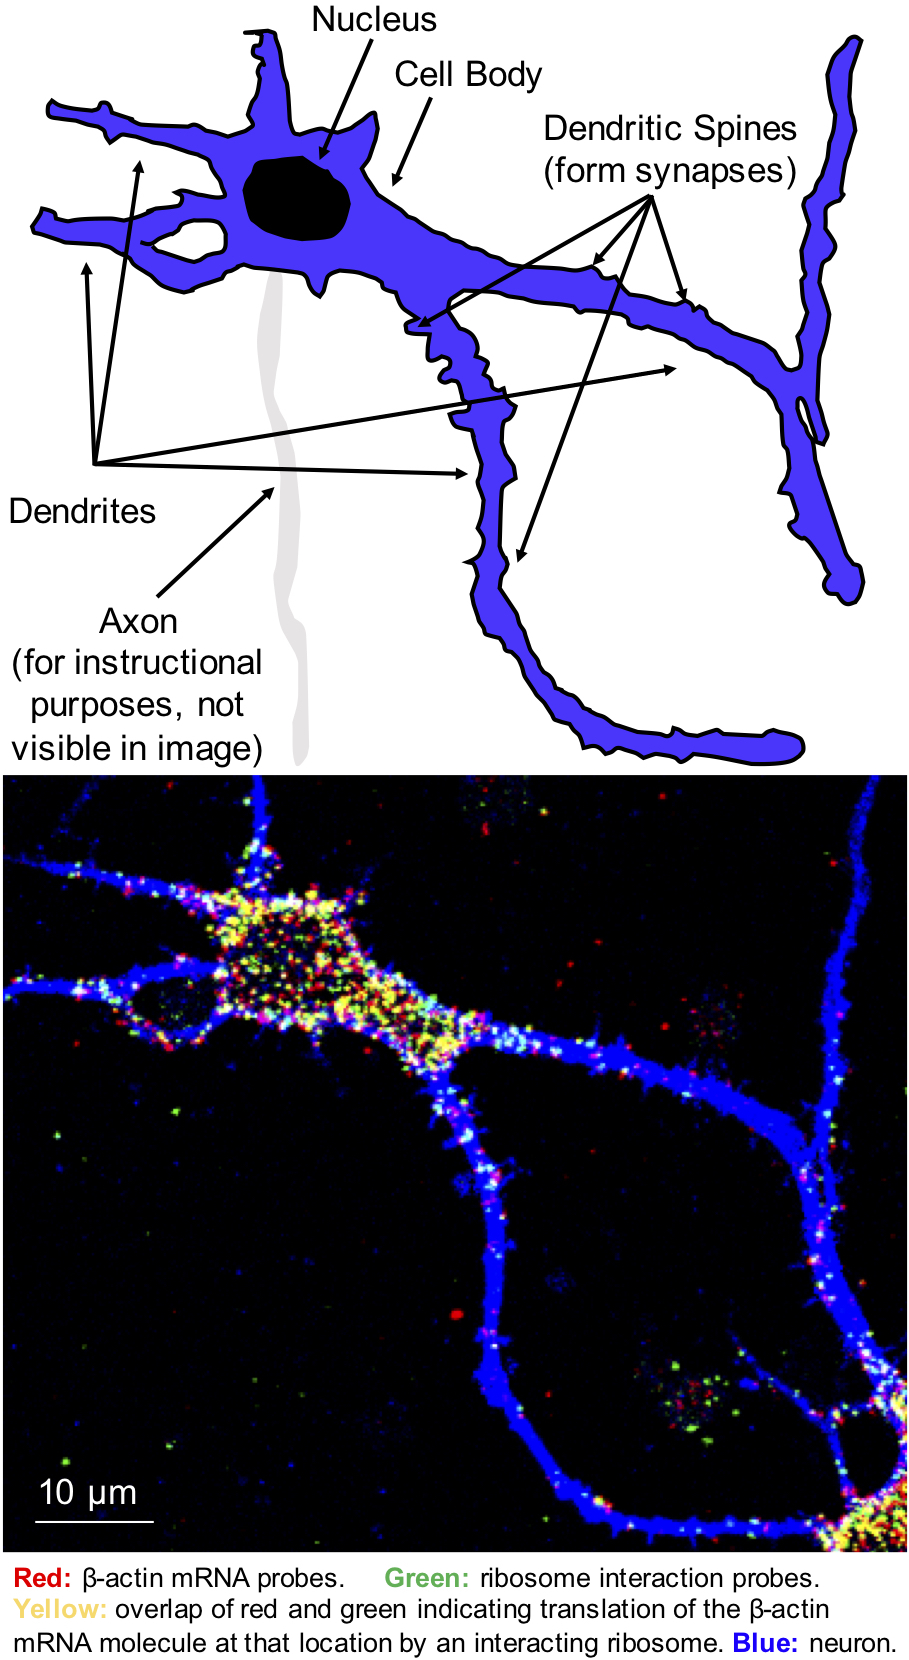 Nucleus
Cell Body
Dendritic Spines
(form synapses)
Dendrites
Axon
(for instructional
purposes, not
visible in image)
10 μm
Red: β-actin mRNA probes. Green: ribosome interaction probes.
Yellow: overlap of red and green indicating translation of the β-actin
mRNA molecule at that location by an interacting ribosome. Blue: neuron.